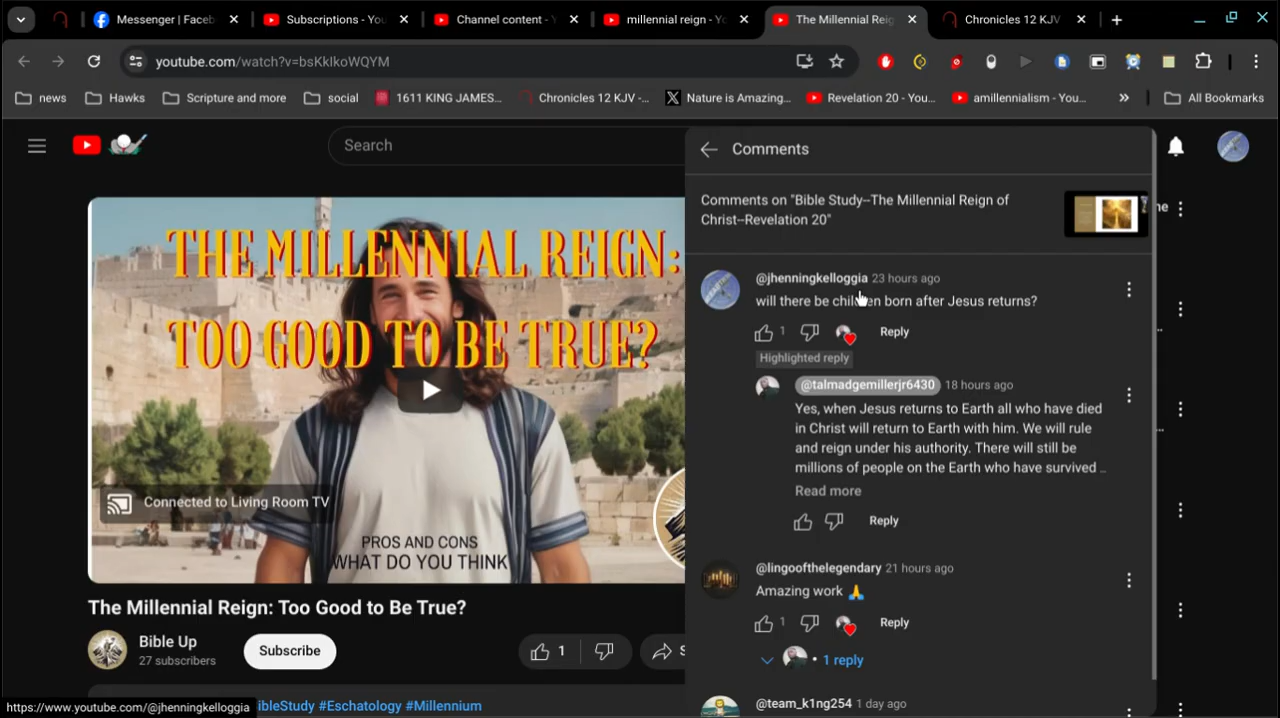 Messenger | Faceb
Subscriptions - You
Channel content - Y
millennial reign - Yo
The Millennial Reig
Chronicles 12 KJV
youtube.com/watch?v=bsKklkoWQYM
news
Hawks
Scripture and more
social
1611 KING JAMES...
Chronicles 12 KJV -...
Nature is Amazing...
Revelation 20 - You...
amillennialism - You...
»
All Bookmarks
Search
Comments
Comments on "Bible Study--The Millennial Reign of
Christ--Revelation 20"
me
THE MILLENNIAL REIGN:
TOO GOOD TO BE TRUE?
Connected to Living Room TV
PROS AND CONS
WHAT DO YOU THINK
The Millennial Reign: Too Good to Be True?
Bible Up
27 subscribers
Subscribe
1
S
ibleStudy #Eschatology #Millennium
https://www.youtube.com/@jhenningkelloggia
@jhenningkelloggia 23 hours ago
will there be children born after Jesus returns?
1
Reply
Highlighted reply
@talmadgemillerjr6430 18 hours ago
Yes, when Jesus returns to Earth all who have died
in Christ will return to Earth with him. We will rule
and reign under his authority. There will still be
millions of people on the Earth who have survived ..
Read more
Reply
@lingoofthelegendary 21 hours ago
Amazing work 🙏
1
Reply
• 1 reply
@team_k1ng254 1 day ago